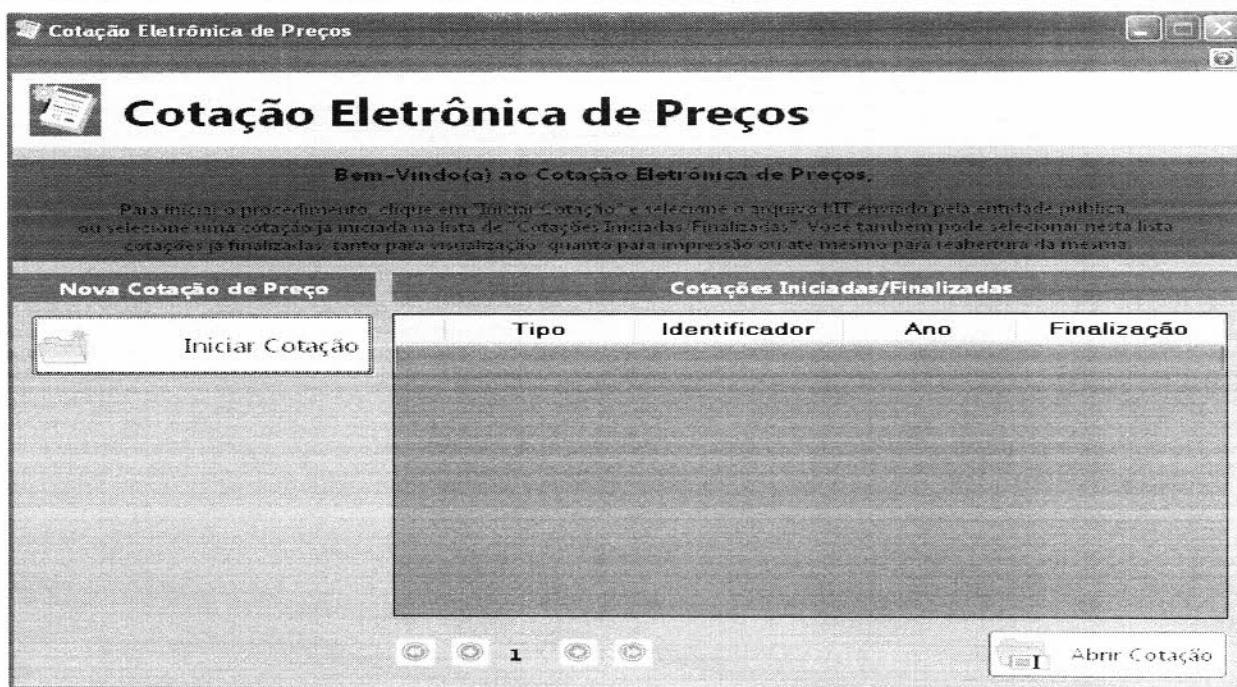 Cotação Eletrônica de Preços
Cotação Eletrônica de Preços
Bem-Vindo(a) ao Cotação Eletrônica de Preços,
Para iniciar o procedimento, clique em "Iniciar Cotação" e selecione o arquivo KIT enviado pela entidade pública
ou selecione uma cotação já iniciada na lista de "Cotações Iniciadas/Finalizadas". Você também pode selecionar nesta lista
cotações já finalizadas, tanto para visualização, quanto para impressão ou até mesmo para reabertura da mesma.
Nova Cotação de Preço
Cotações Iniciadas/Finalizadas
Iniciar Cotação
Tipo Identificador Ano Finalização
1
Abrir Cotação